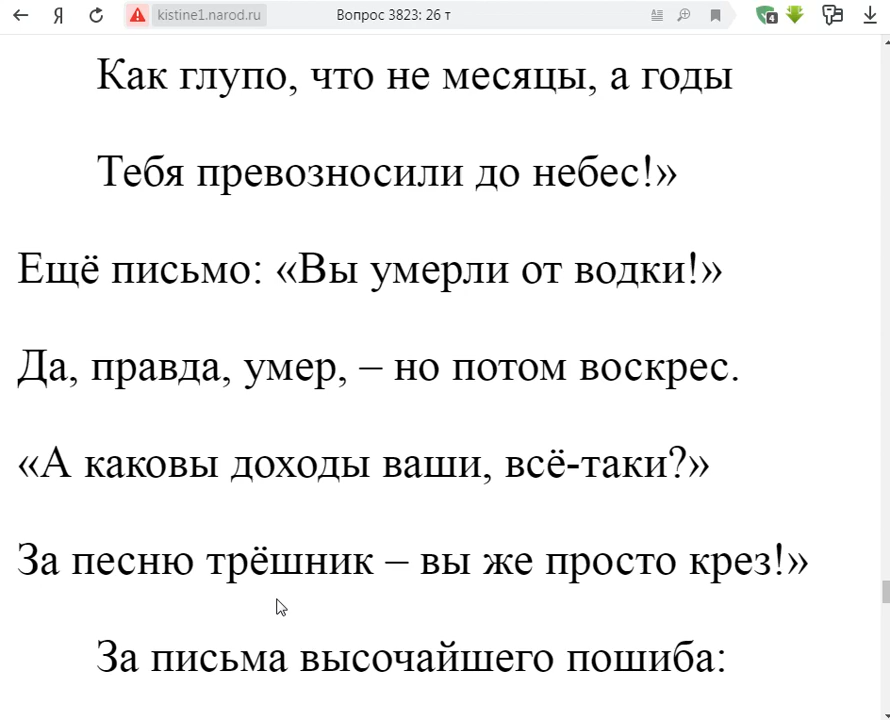 kistine1.narod.ru
Вопрос 3823: 26 т
4
Как глупо, что не месяцы, а годы
Тебя превозносили до небес!»
Ещё письмо: «Вы умерли от водки!»
Да, правда, умер, – но потом воскрес.
«А каковы доходы ваши, всё-таки?»
За песню трёшник – вы же просто крез!»
За письма высочайшего пошиба: